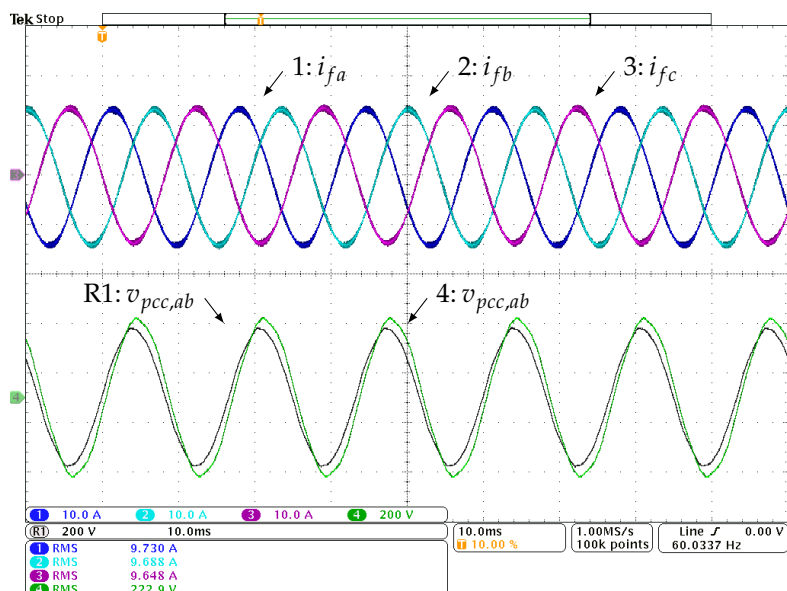 Tek Stop
T
T
1: i_fa 2: i_fb 3: i_fc
3
R1: v_pcc,ab 4: v_pcc,ab
4
1 10.0 A 2 10.0 A 3 10.0 A 4 200 V
R1 200 V 10.0ms
10.0ms
T 10.00 %
1.00MS/s
100k points
Line ƒ 0.00 V
60.0337 Hz
1 RMS 9.730 A
2 RMS 9.688 A
3 RMS 9.648 A
4 RMS 222.9 V